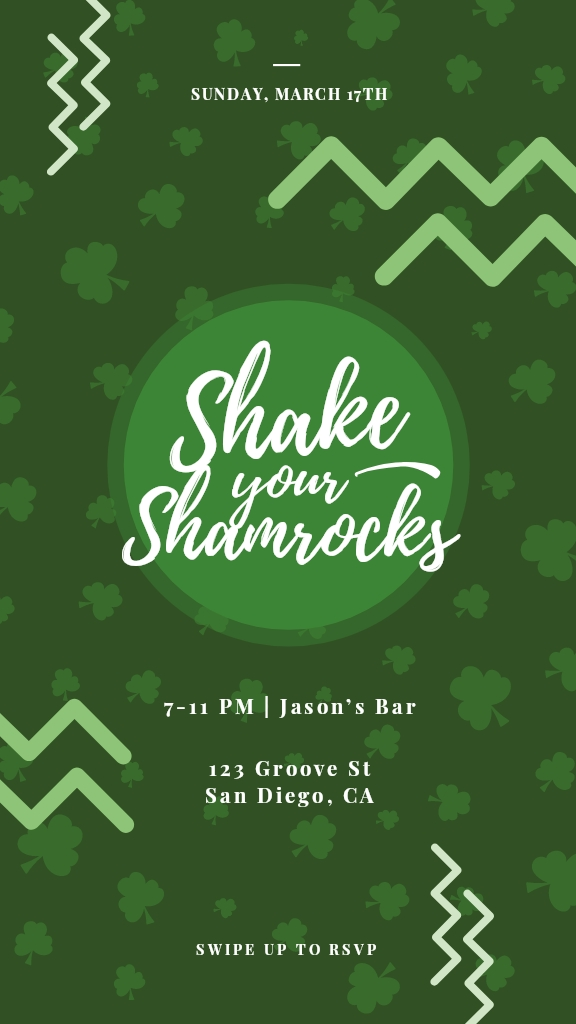 SUNDAY, MARCH 17TH
Shake
your
Shamrocks
7-11 PM | Jason's Bar
123 Groove St
San Diego, CA
SWIPE UP TO RSVP